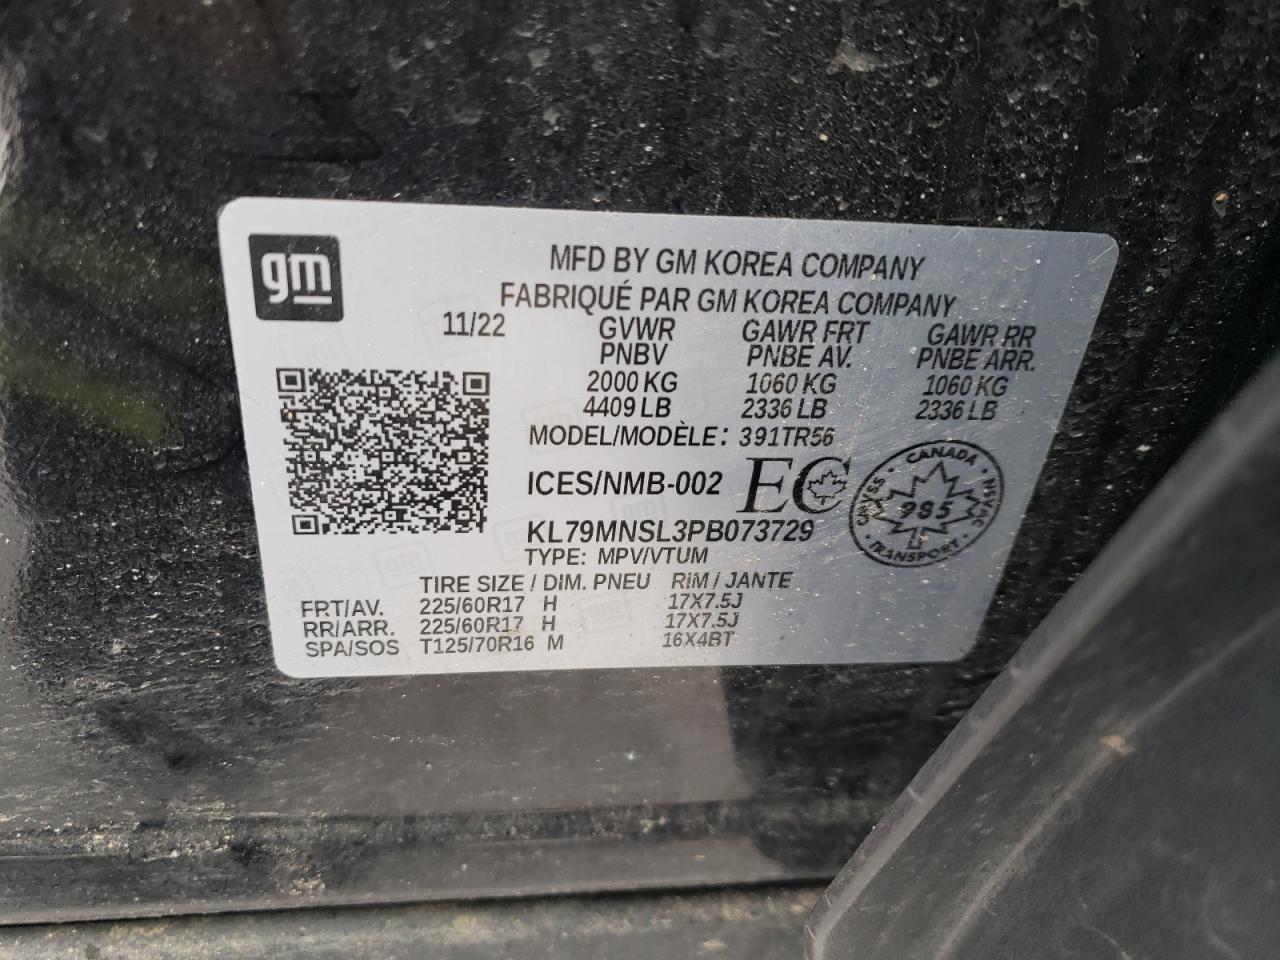 gm
MFD BY GM KOREA COMPANY
FABRIQUÉ PAR GM KOREA COMPANY
11/22 GVWR GAWR FRT GAWR RR
PNBV PNBE AV. PNBE ARR.
2000 KG 1060 KG 1060 KG
4409 LB 2336 LB 2336 LB
MODEL/MODÈLE: 391TR56
ICES/NMB-002 EC
CANADA
CMVSS 985 NSVAC
TRANSPORT
KL79MNSL3PB073729
TYPE: MPV/VTUM
TIRE SIZE / DIM. PNEU RIM / JANTE
FRT/AV. 225/60R17 H 17X7.5J
RR/ARR. 225/60R17 H 17X7.5J
SPA/SOS T125/70R16 M 16X4BT